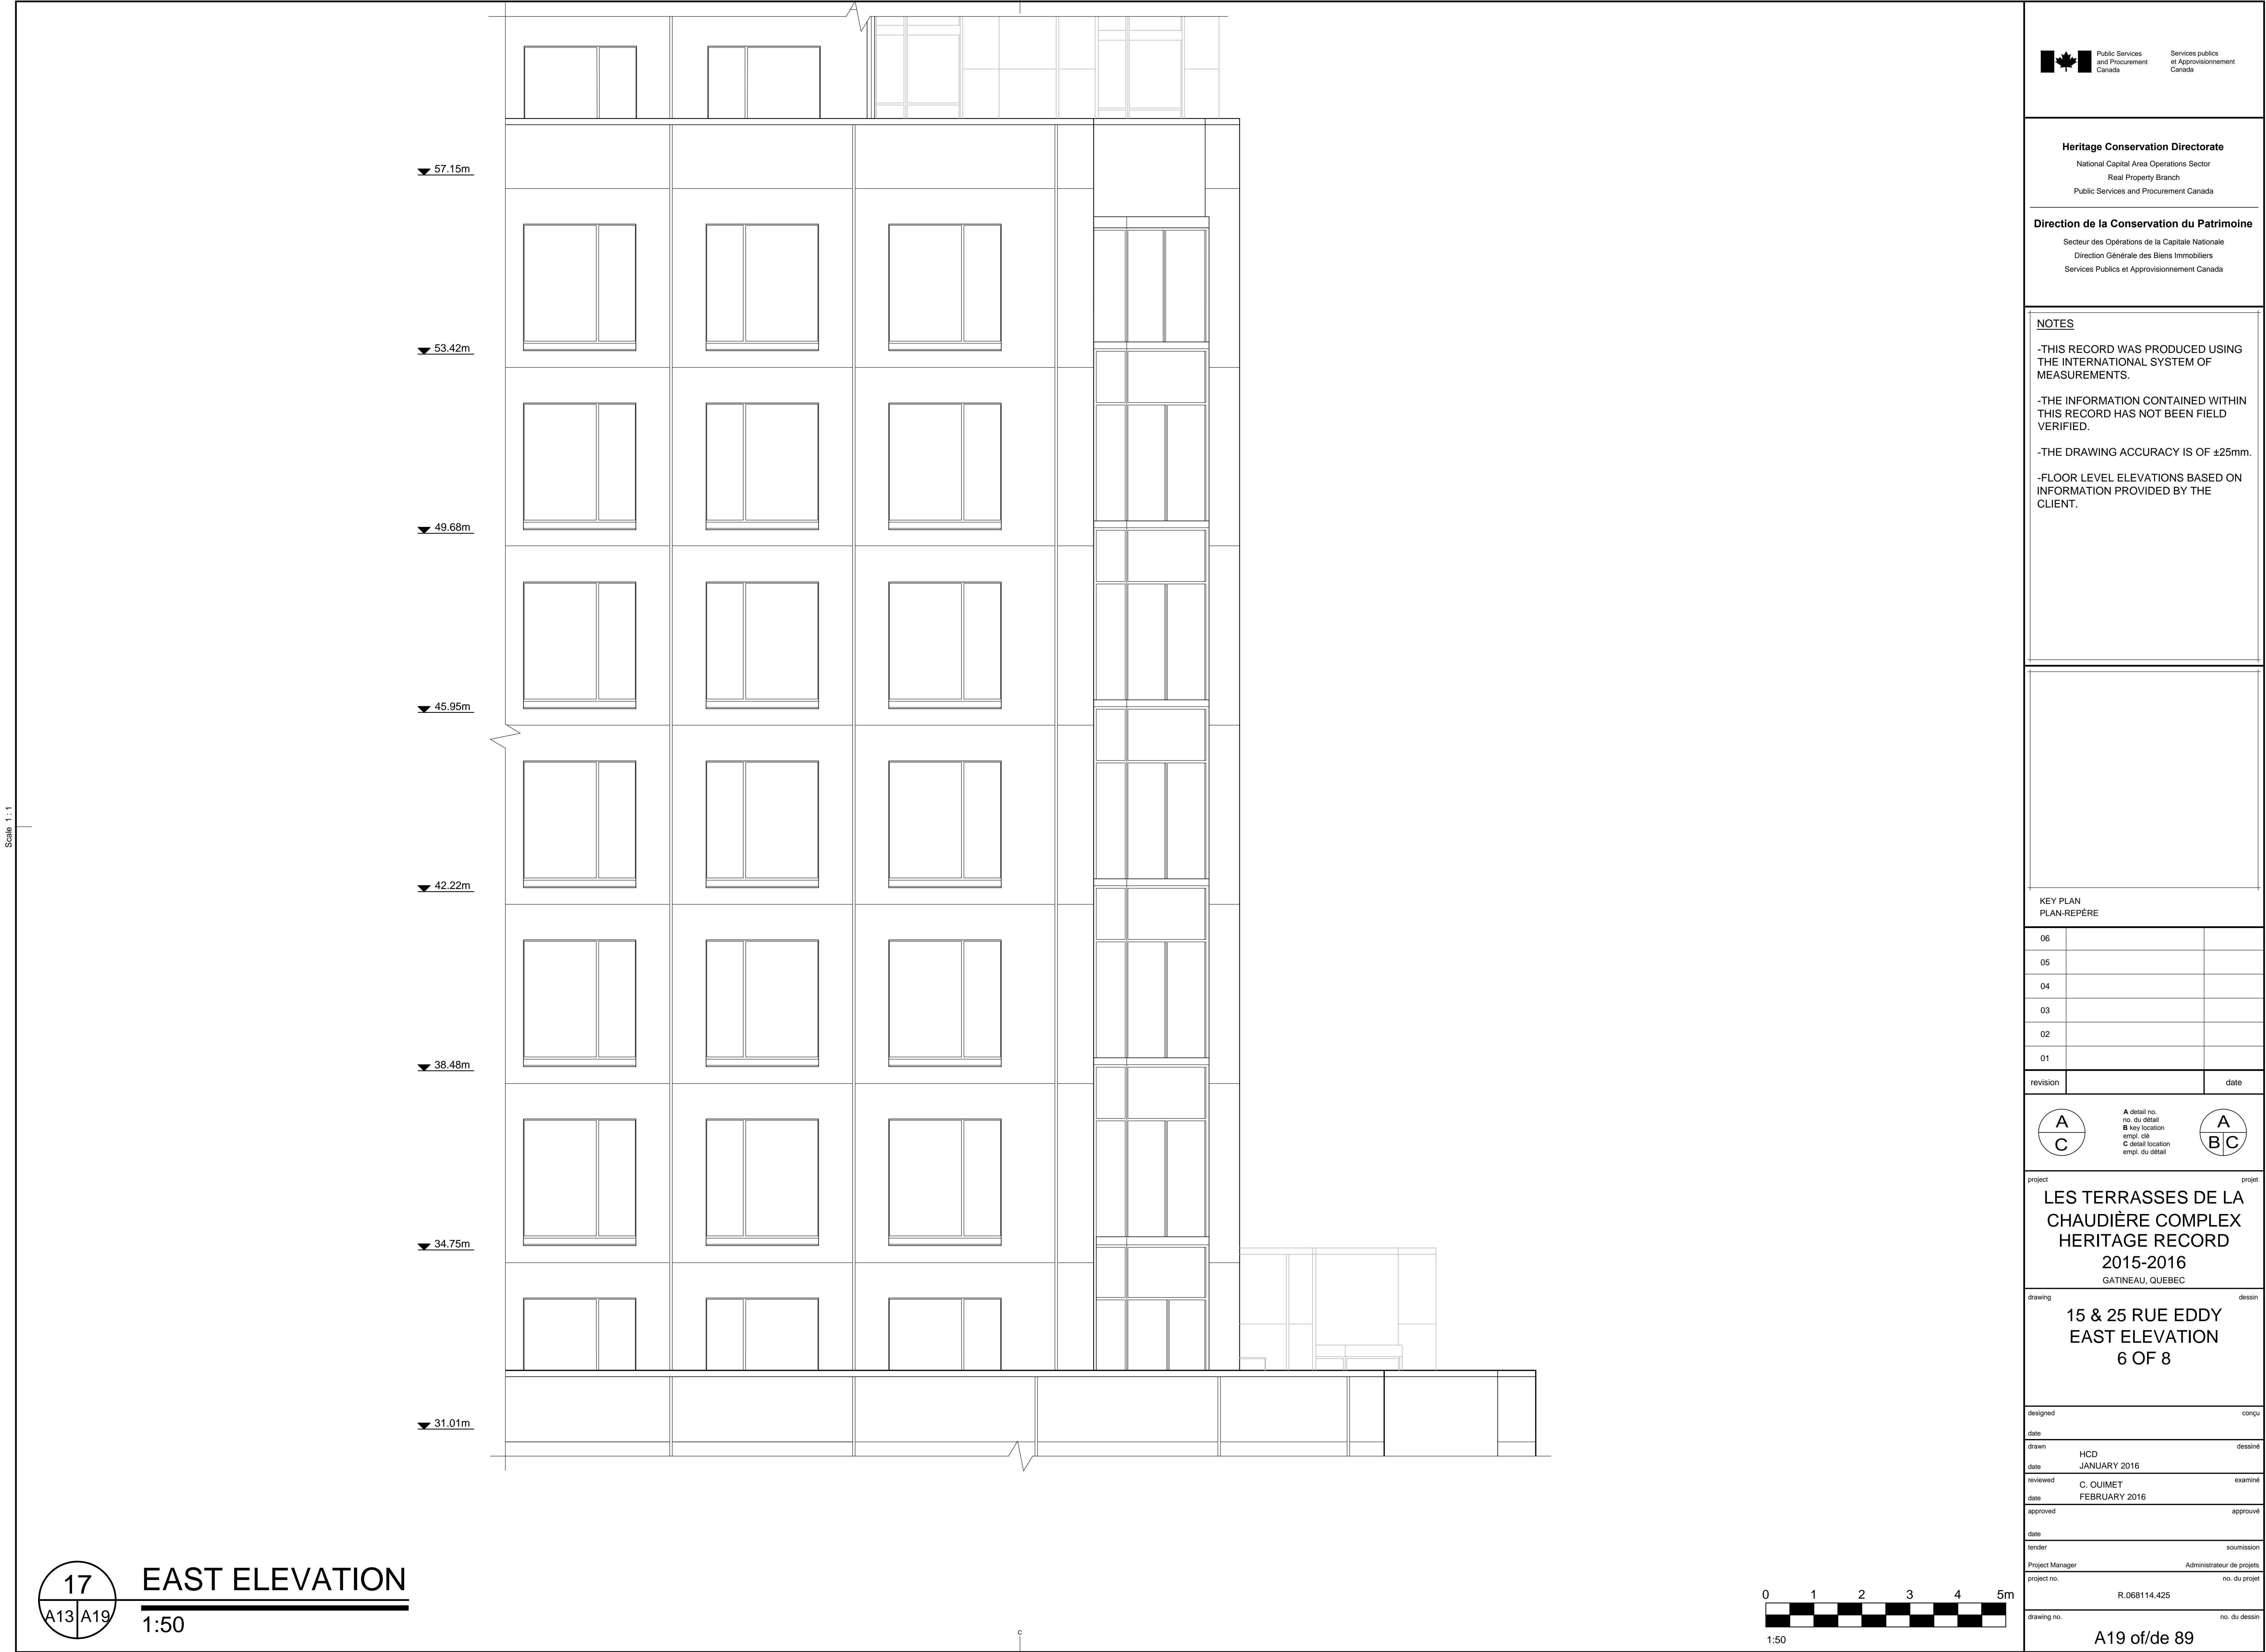 57.15m
53.42m
49.68m
45.95m
42.22m
38.48m
34.75m
31.01m
Scale 1 : 1
17
A13 A19
EAST ELEVATION
1:50
C
0 1 2 3 4 5m
1:50
Public Services
and Procurement
Canada
Services publics
et Approvisionnement
Canada
Heritage Conservation Directorate
National Capital Area Operations Sector
Real Property Branch
Public Services and Procurement Canada
Direction de la Conservation du Patrimoine
Secteur des Opérations de la Capitale Nationale
Direction Générale des Biens Immobiliers
Services Publics et Approvisionnement Canada
NOTES
-THIS RECORD WAS PRODUCED USING
THE INTERNATIONAL SYSTEM OF
MEASUREMENTS.
-THE INFORMATION CONTAINED WITHIN
THIS RECORD HAS NOT BEEN FIELD
VERIFIED.
-THE DRAWING ACCURACY IS OF ±25mm.
-FLOOR LEVEL ELEVATIONS BASED ON
INFORMATION PROVIDED BY THE
CLIENT.
KEY PLAN
PLAN-REPÈRE
06
05
04
03
02
01
revision date
A
C
A detail no.
no. du détail
B key location
empl. clé
C detail location
empl. du détail
A
B C
project projet
LES TERRASSES DE LA
CHAUDIÈRE COMPLEX
HERITAGE RECORD
2015-2016
GATINEAU, QUEBEC
drawing dessin
15 & 25 RUE EDDY
EAST ELEVATION
6 OF 8
designed conçu
date
drawn dessiné
HCD
date JANUARY 2016
reviewed examiné
C. OUIMET
date FEBRUARY 2016
approved approuvé
date
tender soumission
Project Manager Administrateur de projets
project no. no. du projet
R.068114.425
drawing no. no. du dessin
A19 of/de 89